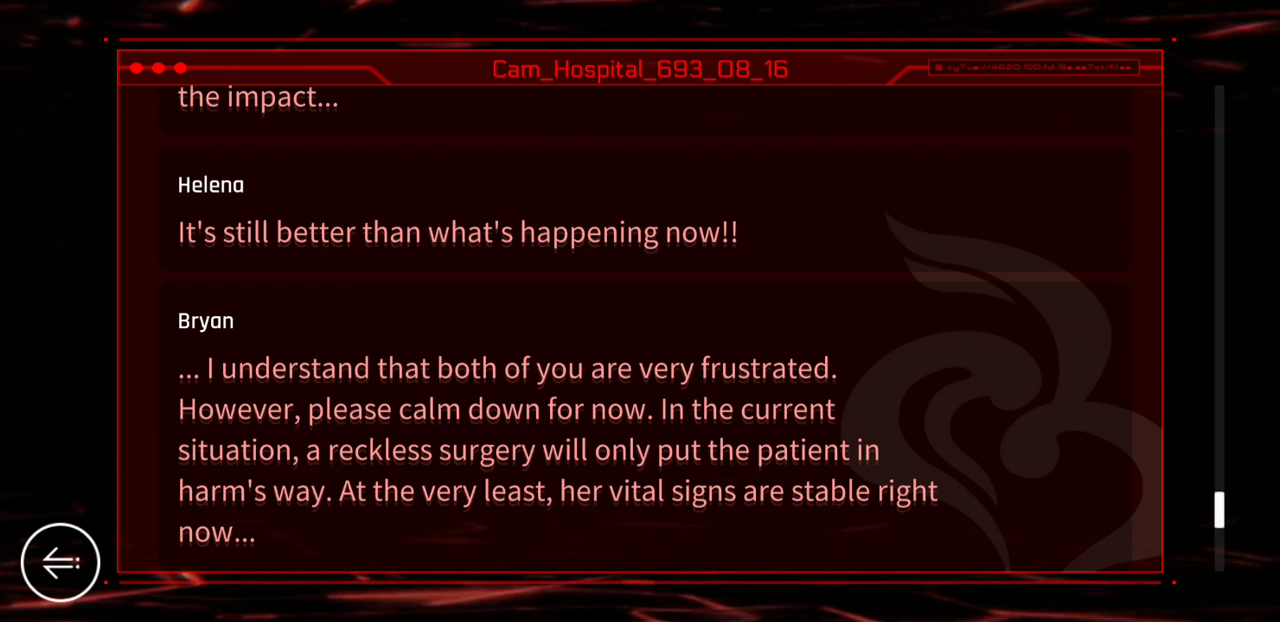 Cam_Hospital_693_08_16
the impact...
Helena
It's still better than what's happening now!!
Bryan
... I understand that both of you are very frustrated.
However, please calm down for now. In the current
situation, a reckless surgery will only put the patient in
harm's way. At the very least, her vital signs are stable right
now...